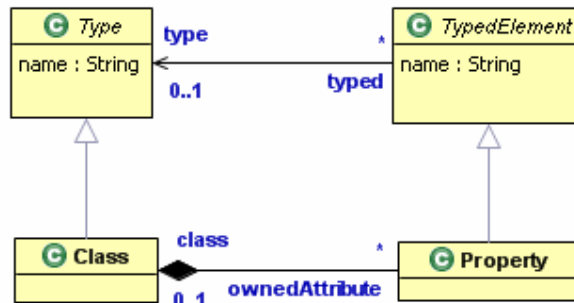 C Type
C TypedElement
name : String
name : String
type
*
0..1
typed
C Class
C Property
class
*
0..1
ownedAttribute